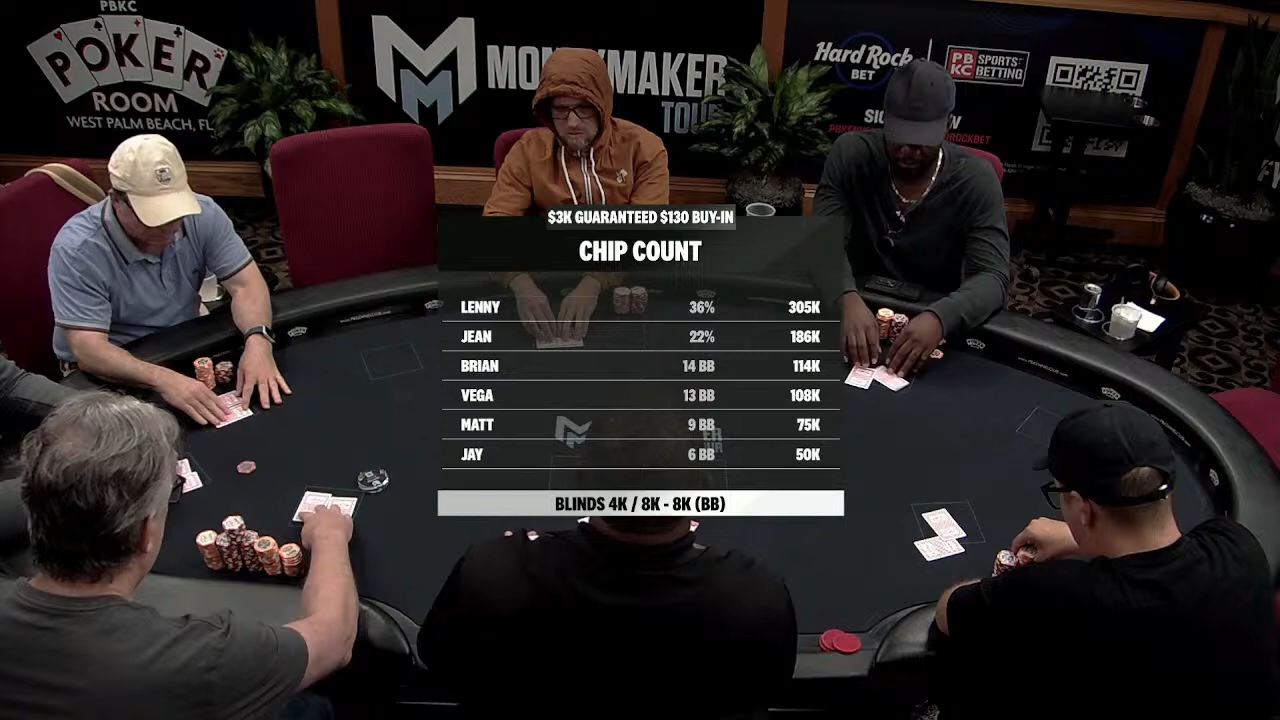 PBKC
POKER
ROOM
WEST PALM BEACH, FL
MONEYMAKER
TOUR
Hard Rock
BET
PB
KC
SPORTS
BETTING
$3K GUARANTEED $130 BUY-IN
CHIP COUNT
LENNY 36% 305K
JEAN 22% 186K
BRIAN 14 BB 114K
VEGA 13 BB 108K
MATT 9 BB 75K
JAY 6 BB 50K
BLINDS 4K / 8K - 8K (BB)